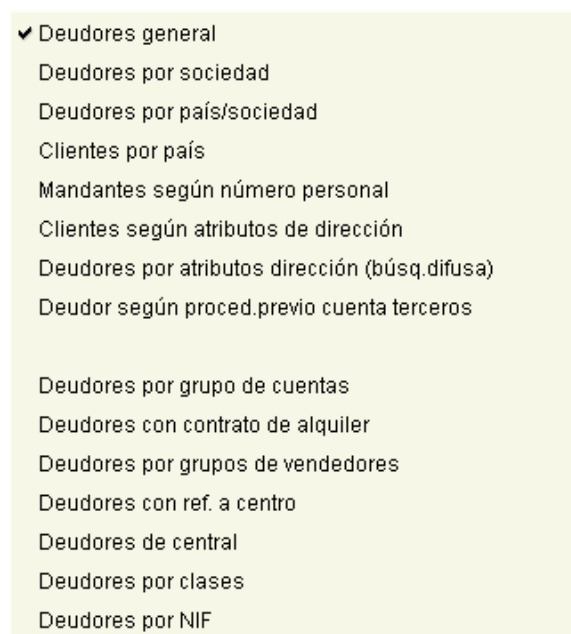 Deudores general
Deudores por sociedad
Deudores por país/sociedad
Clientes por país
Mandantes según número personal
Clientes según atributos de dirección
Deudores por atributos dirección (búsq.difusa)
Deudor según proced.previo cuenta terceros
Deudores por grupo de cuentas
Deudores con contrato de alquiler
Deudores por grupos de vendedores
Deudores con ref. a centro
Deudores de central
Deudores por clases
Deudores por NIF